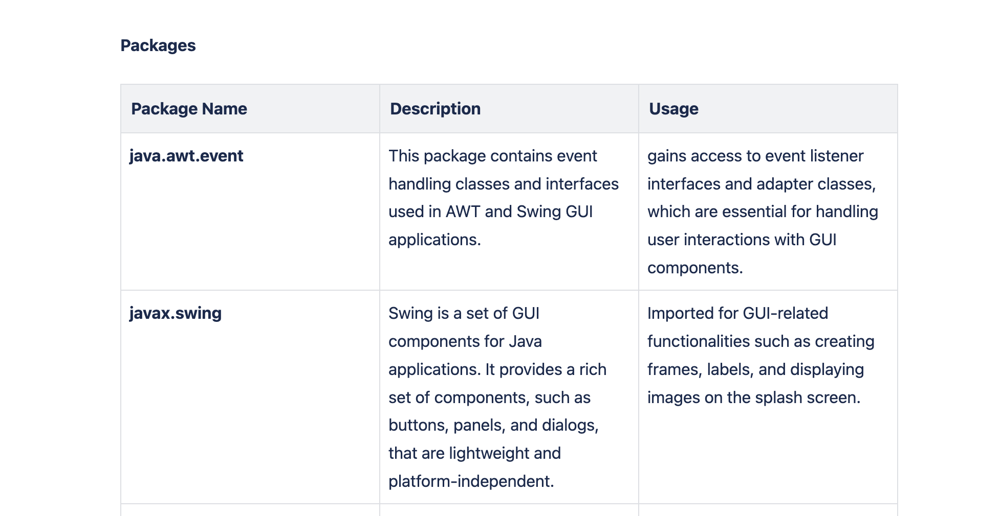 Packages
Package Name Description Usage
java.awt.event
This package contains event
handling classes and interfaces
used in AWT and Swing GUI
applications.
gains access to event listener
interfaces and adapter classes,
which are essential for handling
user interactions with GUI
components.
javax.swing
Swing is a set of GUI
components for Java
applications. It provides a rich
set of components, such as
buttons, panels, and dialogs,
that are lightweight and
platform-independent.
Imported for GUI-related
functionalities such as creating
frames, labels, and displaying
images on the splash screen.